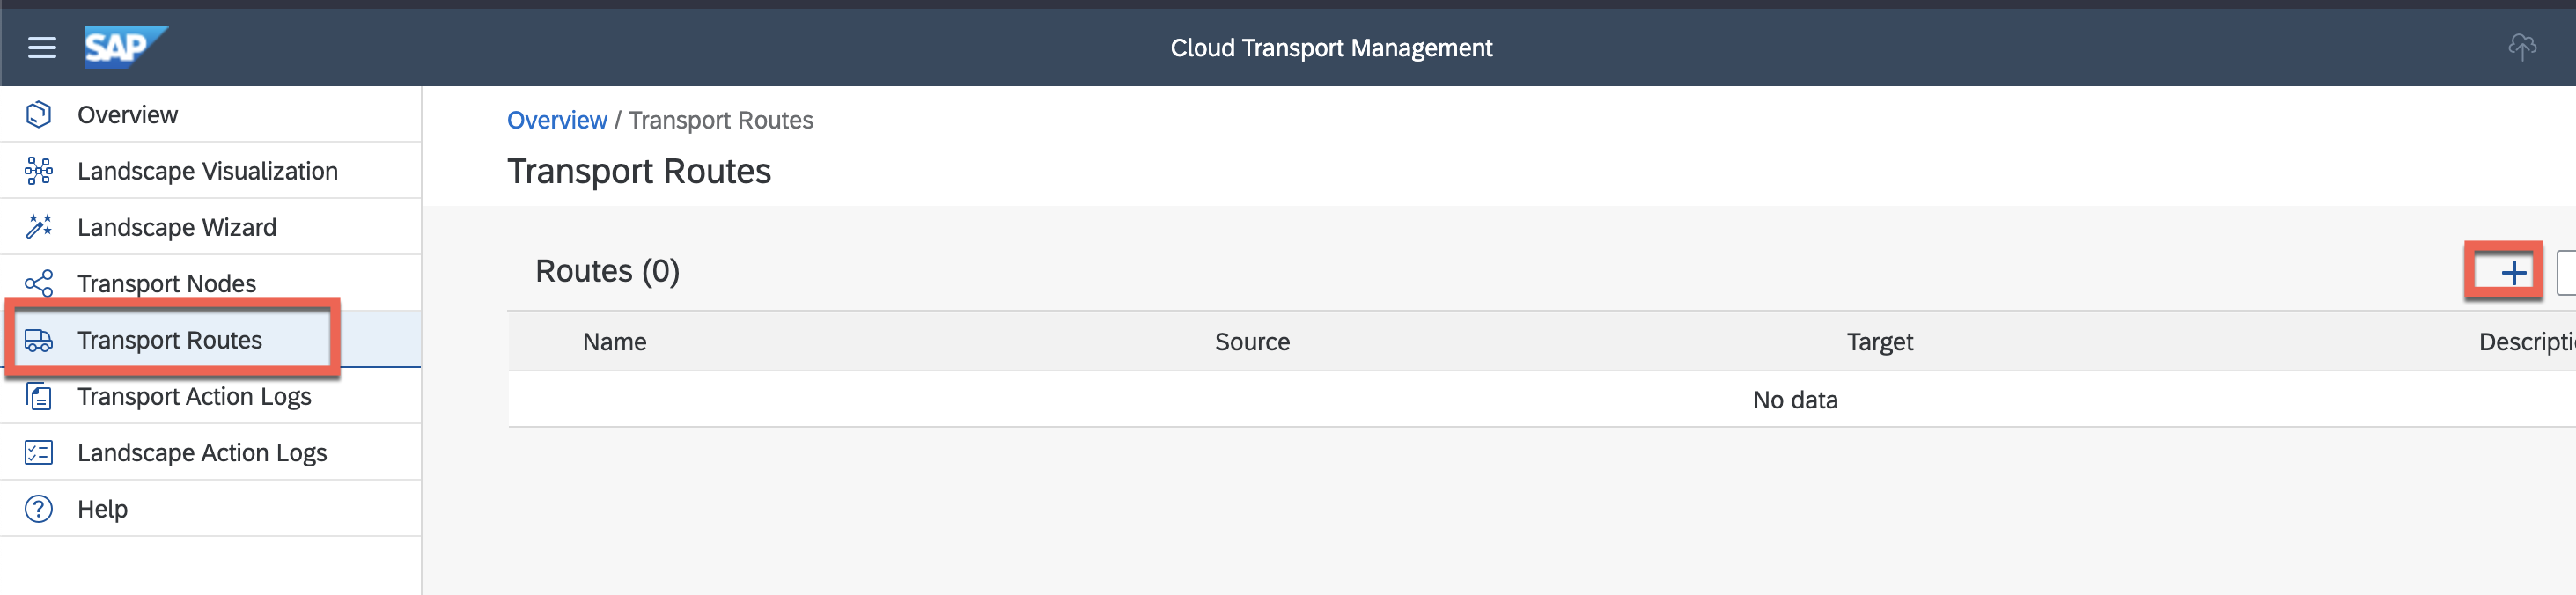 SAP
Cloud Transport Management
Overview
Landscape Visualization
Landscape Wizard
Transport Nodes
Transport Routes
Transport Action Logs
Landscape Action Logs
Help
Overview / Transport Routes
Transport Routes
Routes (0)
Name Source Target Descripti
No data